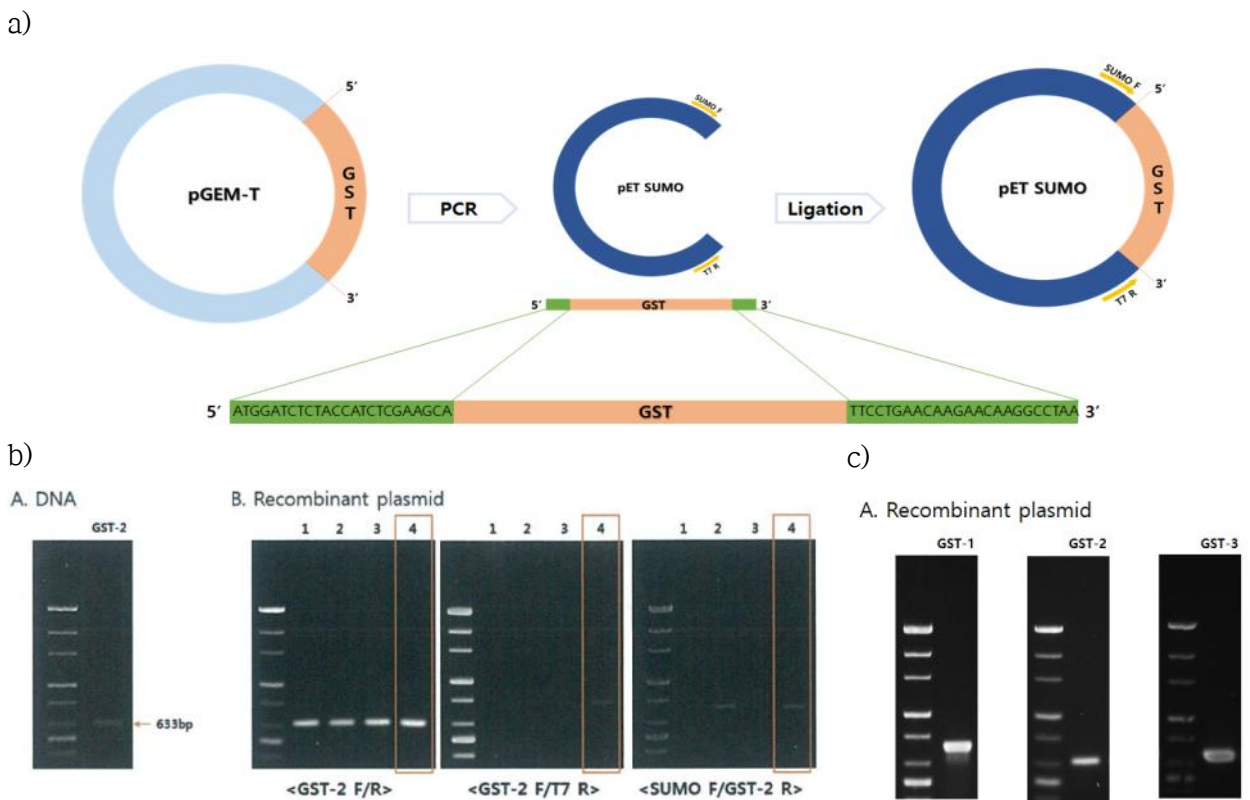 a)
pGEM-T
G
S
T
5′
3′
PCR
SUMO F
pET SUMO
T7 R
Ligation
SUMO F
5′
pET SUMO
G
S
T
3′
T7 R
5′ GST 3′
5′ ATGGATCTCTACCATCTCGAAGCA GST TTCCTGAACAAGAACAAGGCCTAA 3′
b)
A. DNA
GST-2
633bp
B. Recombinant plasmid
1 2 3 4 1 2 3 4 1 2 3 4
<GST-2 F/R> <GST-2 F/T7 R> <SUMO F/GST-2 R>
c)
A. Recombinant plasmid
GST-1 GST-2 GST-3